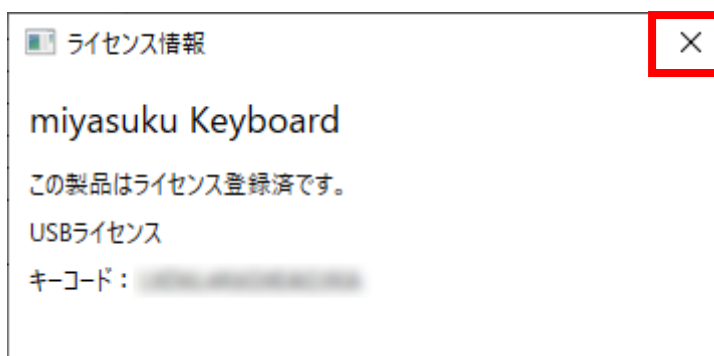 ライセンス情報
miyasuku Keyboard
この製品はライセンス登録済です。
USBライセンス
キーコード：